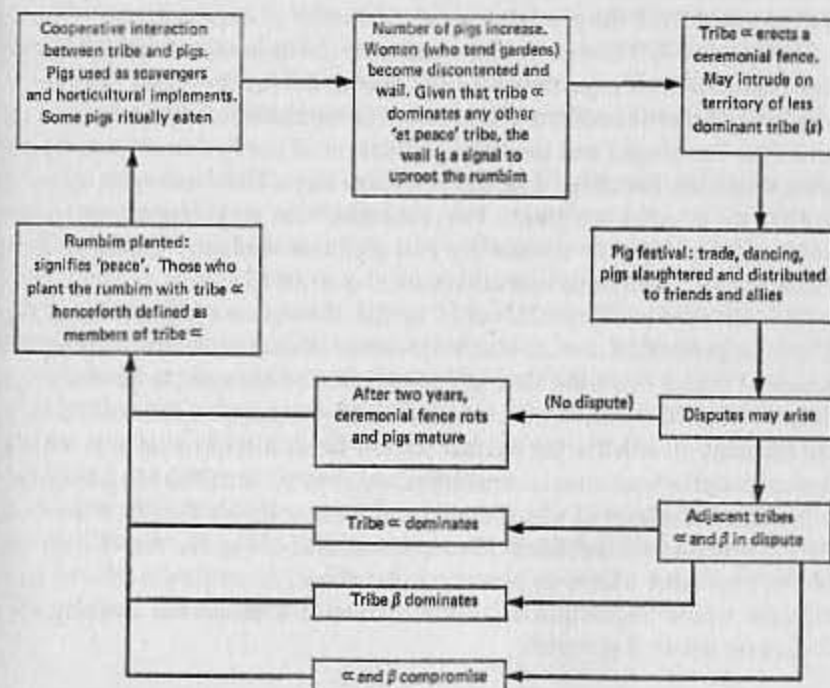 Cooperative interaction
between tribe and pigs.
Pigs used as scavengers
and horticultural implements.
Some pigs ritually eaten
Number of pigs increase.
Women (who tend gardens)
become discontented and
wail. Given that tribe ∝
dominates any other
'at peace' tribe, the
wail is a signal to
uproot the rumbim
Tribe ∝ erects a
ceremonial fence.
May intrude on
territory of less
dominant tribe (s)
Rumbim planted:
signifies 'peace'. Those who
plant the rumbim with tribe ∝
henceforth defined as
members of tribe ∝
Pig festival: trade, dancing,
pigs slaughtered and distributed
to friends and allies
After two years,
ceremonial fence rots
and pigs mature
(No dispute)
Disputes may arise
Tribe ∝ dominates
Adjacent tribes
∝ and β in dispute
Tribe β dominates
∝ and β compromise